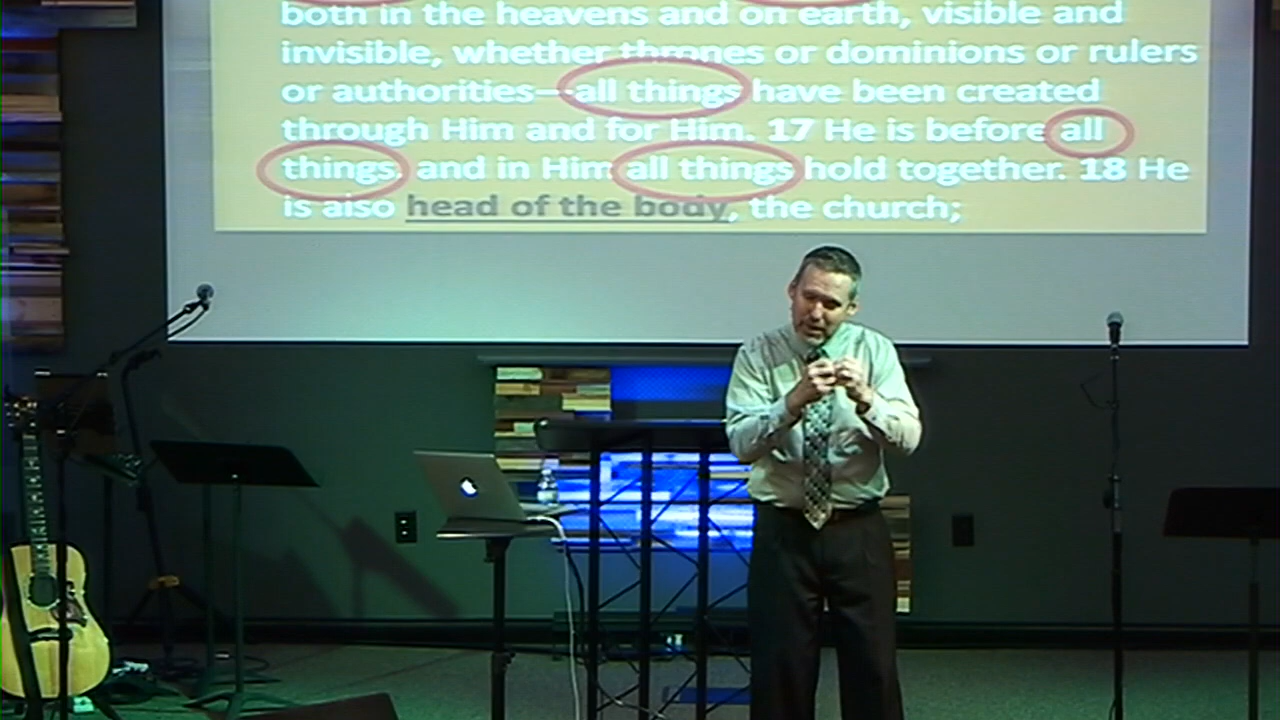 both in the heavens and on earth, visible and
invisible, whether thrones or dominions or rulers
or authorities—all things have been created
through Him and for Him. 17 He is before all
things, and in Him all things hold together. 18 He
is also head of the body, the church;